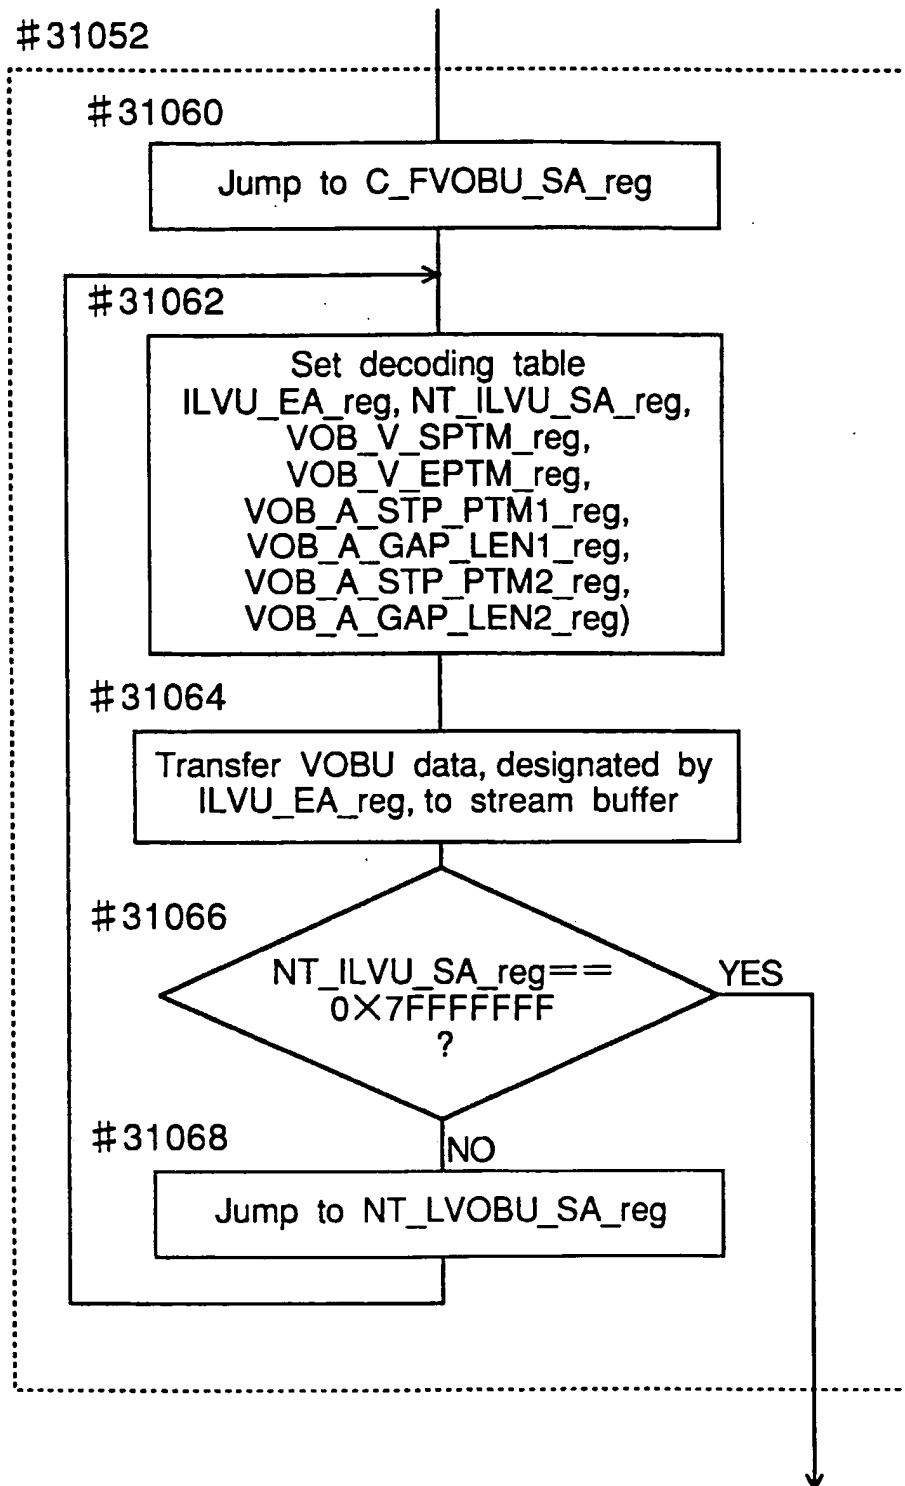 #31052
#31060
Jump to C_FVOBU_SA_reg
#31062
Set decoding table
ILVU_EA_reg, NT_ILVU_SA_reg,
VOB_V_SPTM_reg,
VOB_V_EPTM_reg,
VOB_A_STP_PTM1_reg,
VOB_A_GAP_LEN1_reg,
VOB_A_STP_PTM2_reg,
VOB_A_GAP_LEN2_reg)
#31064
Transfer VOBU data, designated by
ILVU_EA_reg, to stream buffer
#31066
NT_ILVU_SA_reg==
0X7FFFFFFF
?
YES
#31068
NO
Jump to NT_LVOBU_SA_reg